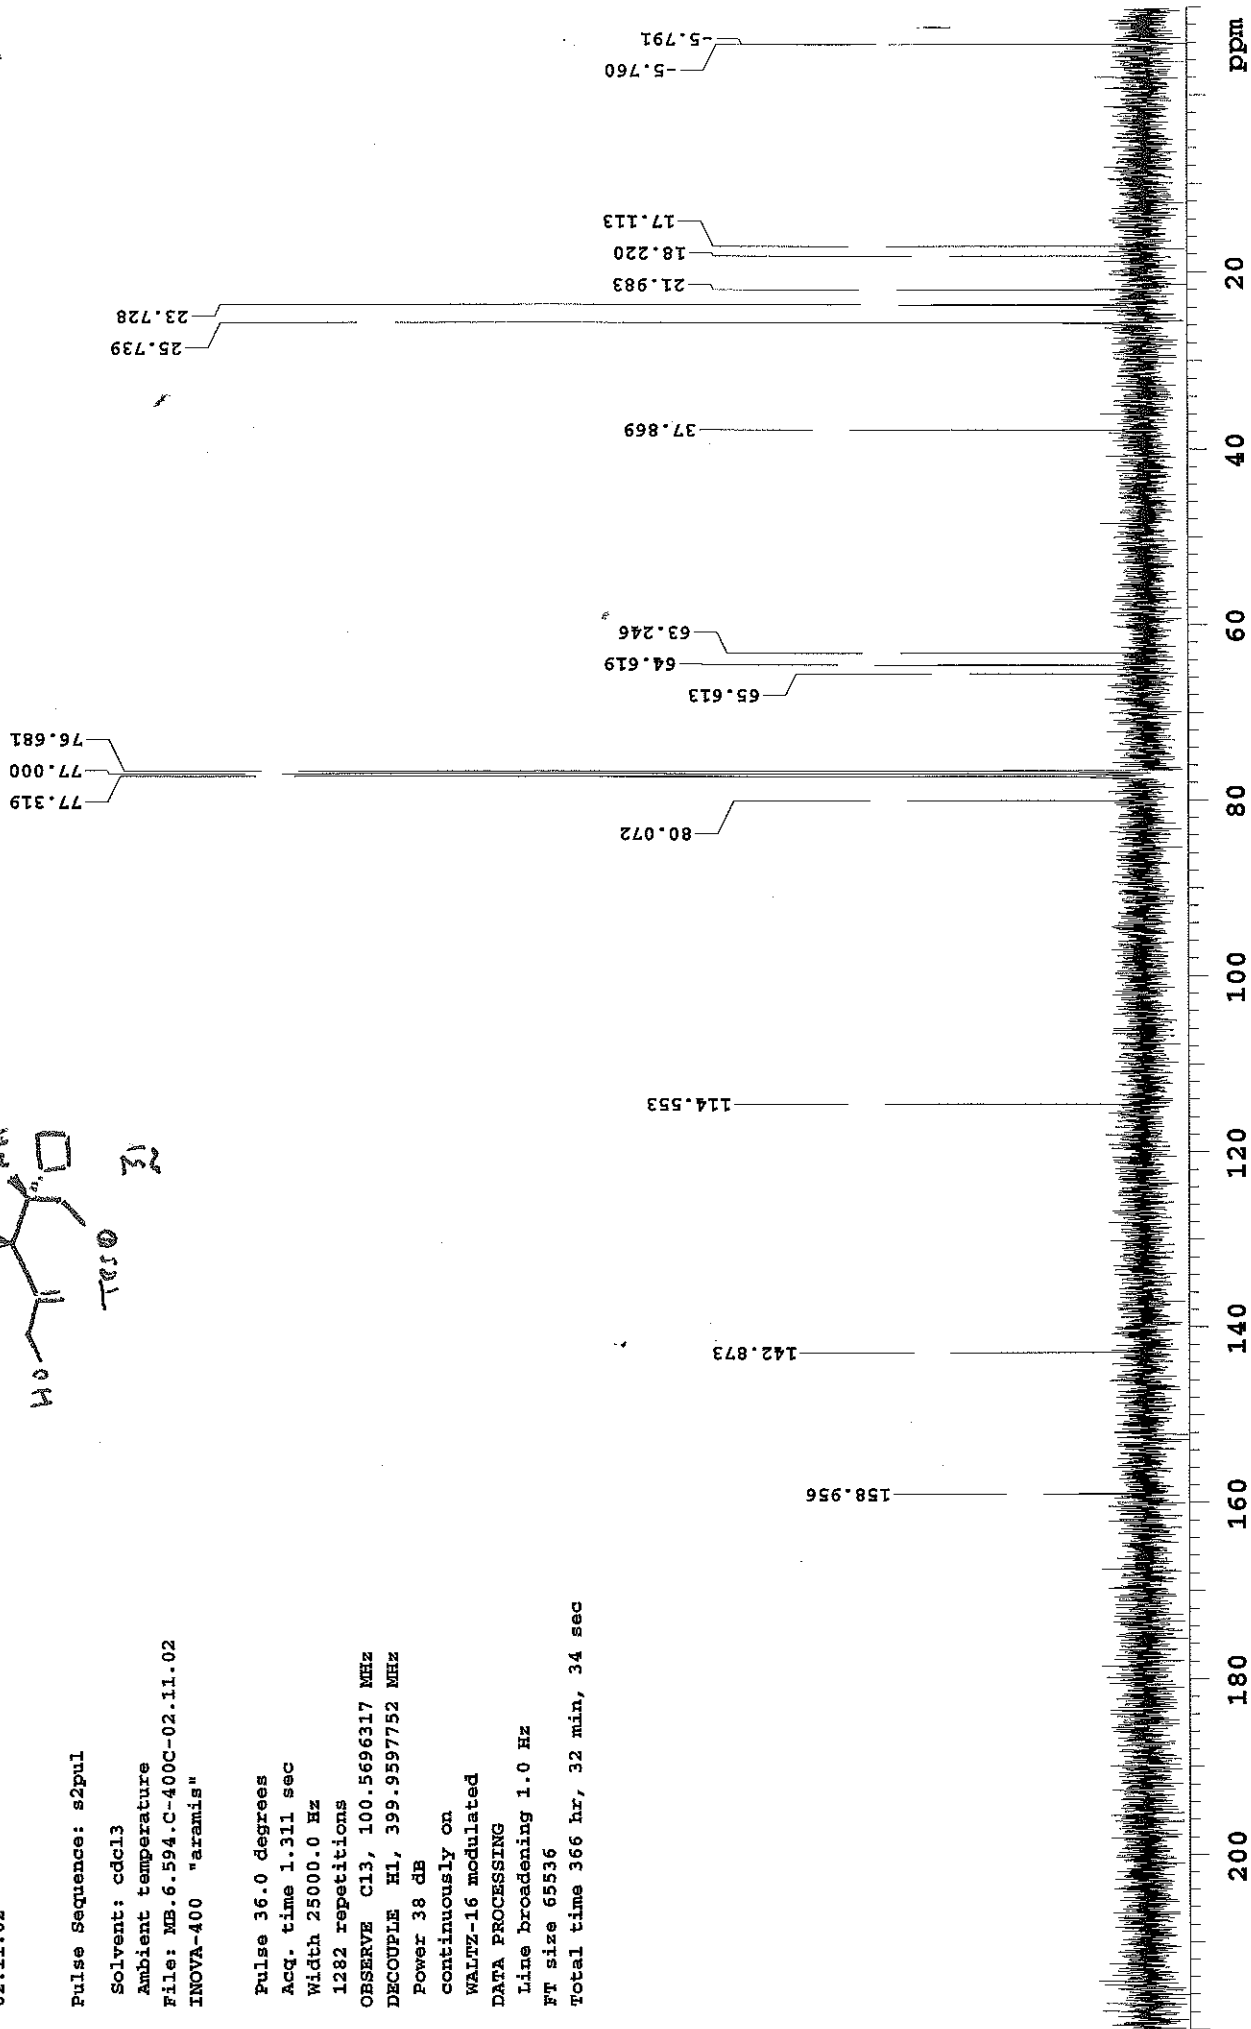 Pulse Sequence: s2pul
Solvent: cdcl3
Ambient temperature
File: MB.6.594.C-400C-02.11.02
INOVA-400 "aramis"
Pulse 36.0 degrees
Acq. time 1.311 sec
Width 25000.0 Hz
1282 repetitions
OBSERVE C13, 100.5696317 MHz
DECOUPLE H1, 399.9597752 MHz
Power 38 dB
continuously on
WALTZ-16 modulated
DATA PROCESSING
Line broadening 1.0 Hz
FT size 65536
Total time 366 hr, 32 min, 34 sec
HO
32
158.956
142.873
114.553
80.072
77.319
77.000
76.681
65.613
64.619
63.246
37.869
25.739
23.728
21.983
18.220
17.113
-5.760
-5.791
200 180 160 140 120 100 80 60 40 20 ppm